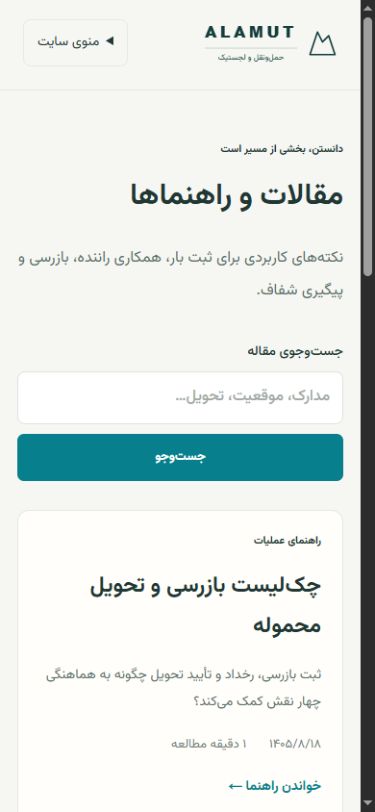 ALAMUT
حمل‌ونقل و لجستیک
منوی سایت
دانستن، بخشی از مسیر است
مقالات و راهنماها
نکته‌های کاربردی برای ثبت بار، همکاری راننده، بازرسی و
پیگیری شفاف.
جست‌وجوی مقاله
مدارک، موقعیت، تحویل...
جست‌وجو
راهنمای عملیات
چک‌لیست بازرسی و تحویل
محموله
ثبت بازرسی، رخداد و تأیید تحویل چگونه به هماهنگی
چهار نقش کمک می‌کند؟
۱۴۰۵/۸/۱۸ ۱ دقیقه مطالعه
خواندن راهنما ←